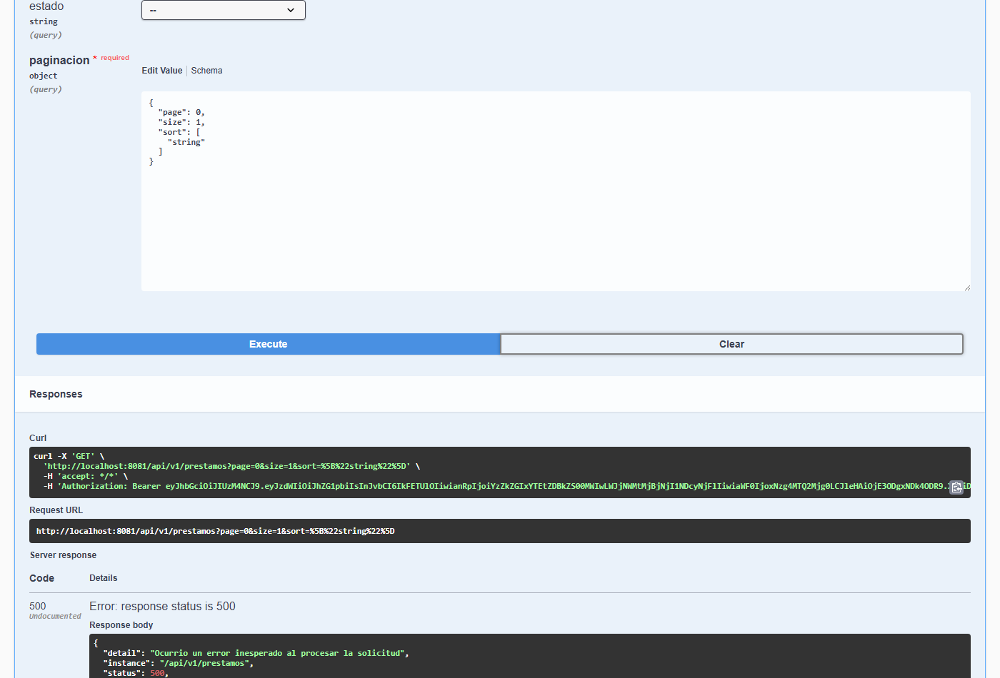 estado
--
string
(query)
paginacion * required
object
(query)
Edit Value | Schema
{
  "page": 0,
  "size": 1,
  "sort": [
    "string"
  ]
}
Execute
Clear
Responses
Curl
curl -X 'GET' \
  'http://localhost:8081/api/v1/prestamos?page=0&size=1&sort=%5B%22string%22%5D' \
  -H 'accept: */*' \
  -H 'Authorization: Bearer
Request URL
http://localhost:8081/api/v1/prestamos?page=0&size=1&sort=%5B%22string%22%5D
Server response
Code Details
500
Undocumented
Error: response status is 500
Response body
{
  "detail": "Ocurrio un error inesperado al procesar la solicitud",
  "instance": "/api/v1/prestamos",
  "status": 500,